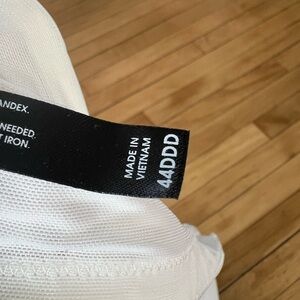 ANDEX.
NEEDED.
T IRON.
MADE IN
VIETNAM
44DDD